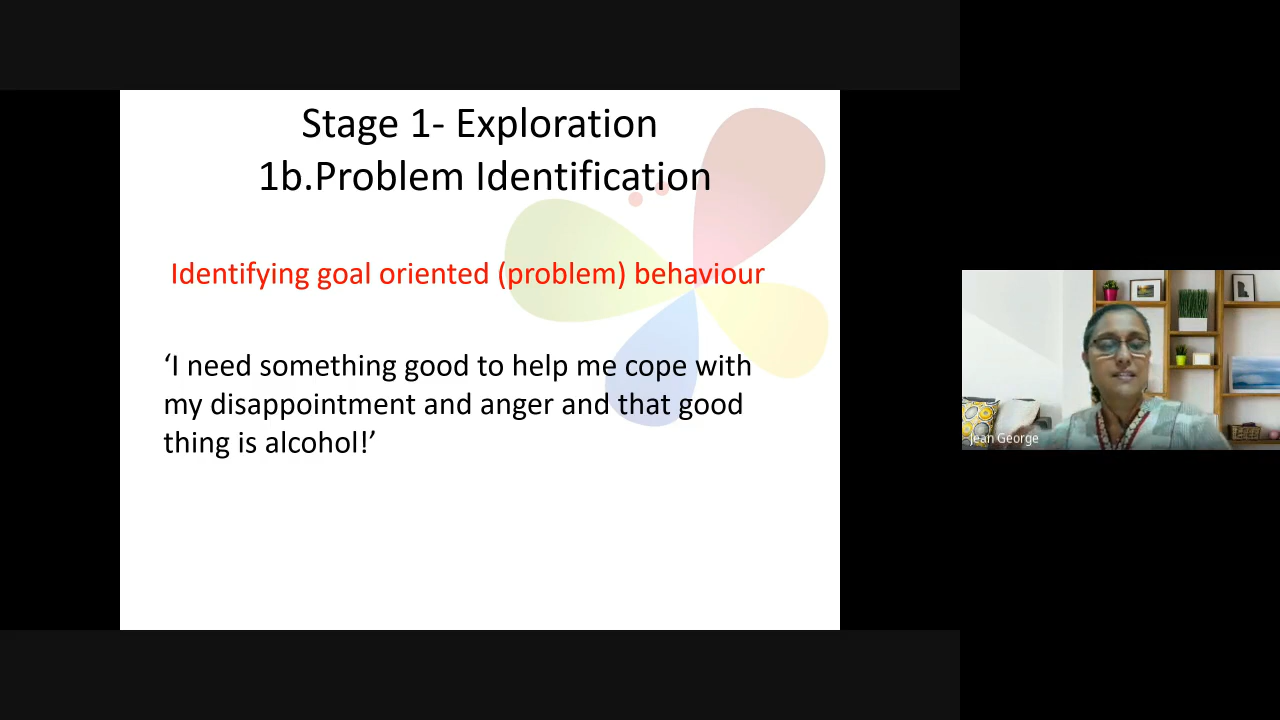 Stage 1- Exploration
1b.Problem Identification
Identifying goal oriented (problem) behaviour
‘I need something good to help me cope with
my disappointment and anger and that good
thing is alcohol!’
Jean George